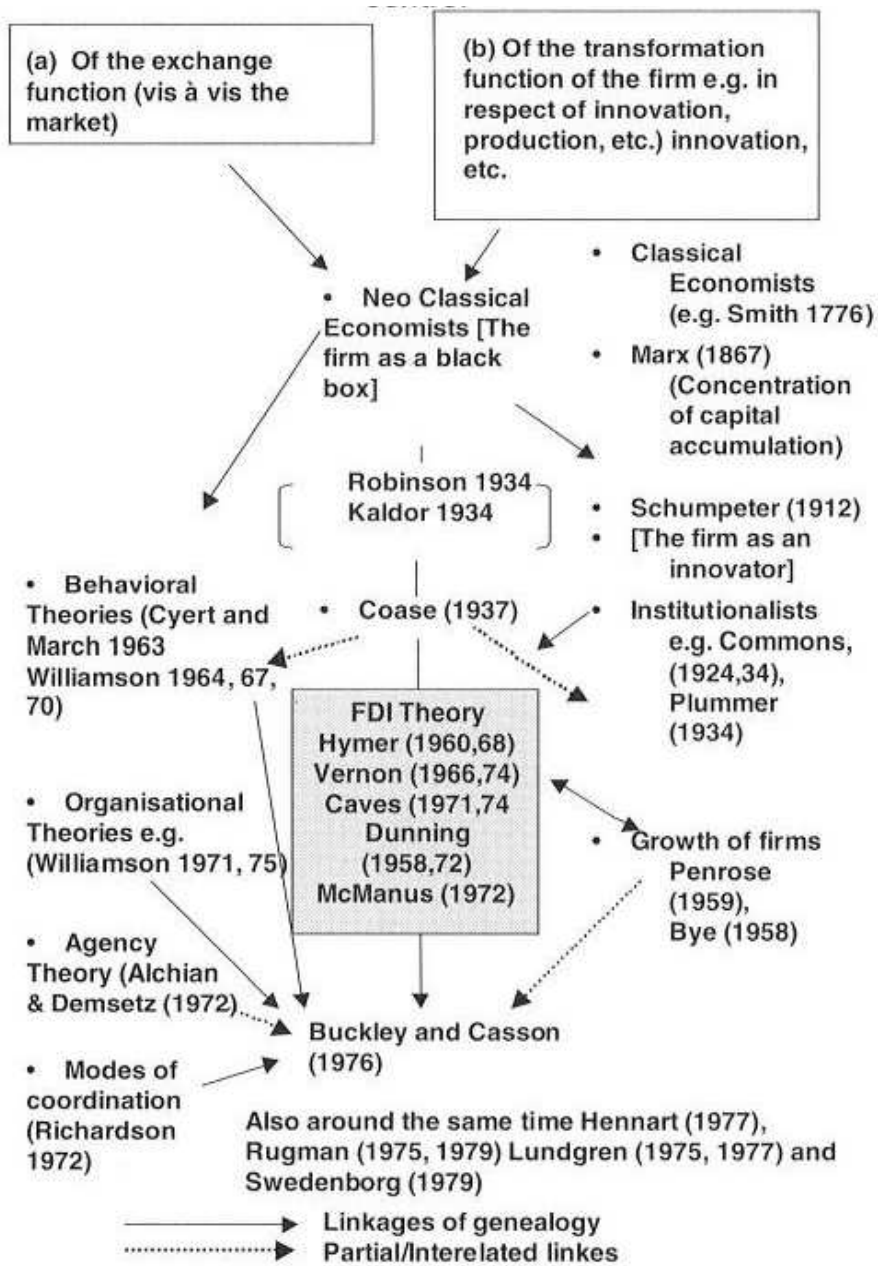 (a) Of the exchange
function (vis à vis the
market)
(b) Of the transformation
function of the firm e.g. in
respect of innovation,
production, etc.) innovation,
etc.
• Neo Classical
Economists [The
firm as a black
box]
• Classical
Economists
(e.g. Smith 1776)
• Marx (1867)
(Concentration
of capital
accumulation)
Robinson 1934
Kaldor 1934
• Schumpeter (1912)
• [The firm as an
innovator]
• Behavioral
Theories (Cyert and
March 1963
Williamson 1964, 67,
70)
• Coase (1937)
• Institutionalists
e.g. Commons,
(1924,34),
Plummer
(1934)
FDI Theory
Hymer (1960,68)
Vernon (1966,74)
Caves (1971,74
Dunning
(1958,72)
McManus (1972)
• Organisational
Theories e.g.
(Williamson 1971, 75)
• Growth of firms
Penrose
(1959),
Bye (1958)
• Agency
Theory (Alchian
& Demsetz (1972)
Buckley and Casson
(1976)
• Modes of
coordination
(Richardson
1972)
Also around the same time Hennart (1977),
Rugman (1975, 1979) Lundgren (1975, 1977) and
Swedenborg (1979)
Linkages of genealogy
Partial/Interelated linkes